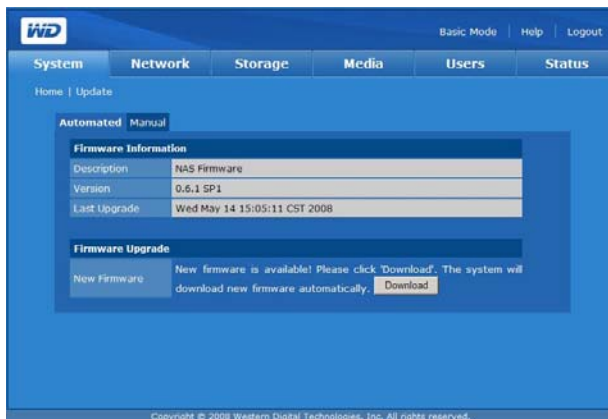 WD
Basic Mode | Help | Logout
System Network Storage Media Users Status
Home | Update
Automated Manual
Firmware Information
Description NAS Firmware
Version 0.6.1 SP1
Last Upgrade Wed May 14 15:05:11 CST 2008
Firmware Upgrade
New Firmware New firmware is available! Please click 'Download'. The system will
download new firmware automatically. Download
Copyright © 2008 Western Digital Technologies, Inc. All rights reserved.